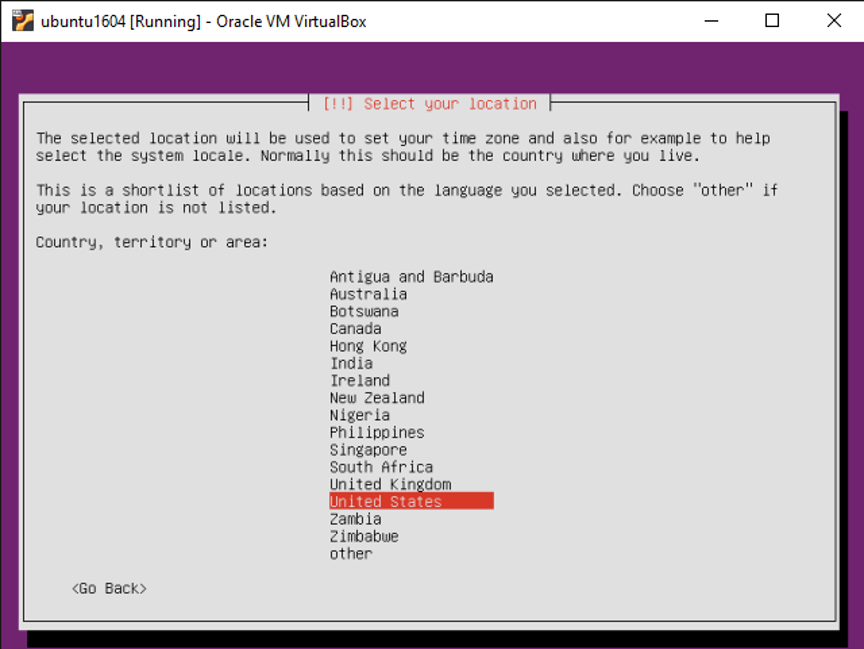 ubuntu1604 [Running] - Oracle VM VirtualBox
[!!] Select your location
The selected location will be used to set your time zone and also for example to help
select the system locale. Normally this should be the country where you live.
This is a shortlist of locations based on the language you selected. Choose "other" if
your location is not listed.
Country, territory or area:
Antigua and Barbuda
Australia
Botswana
Canada
Hong Kong
India
Ireland
New Zealand
Nigeria
Philippines
Singapore
South Africa
United Kingdom
United States
Zambia
Zimbabwe
other
<Go Back>